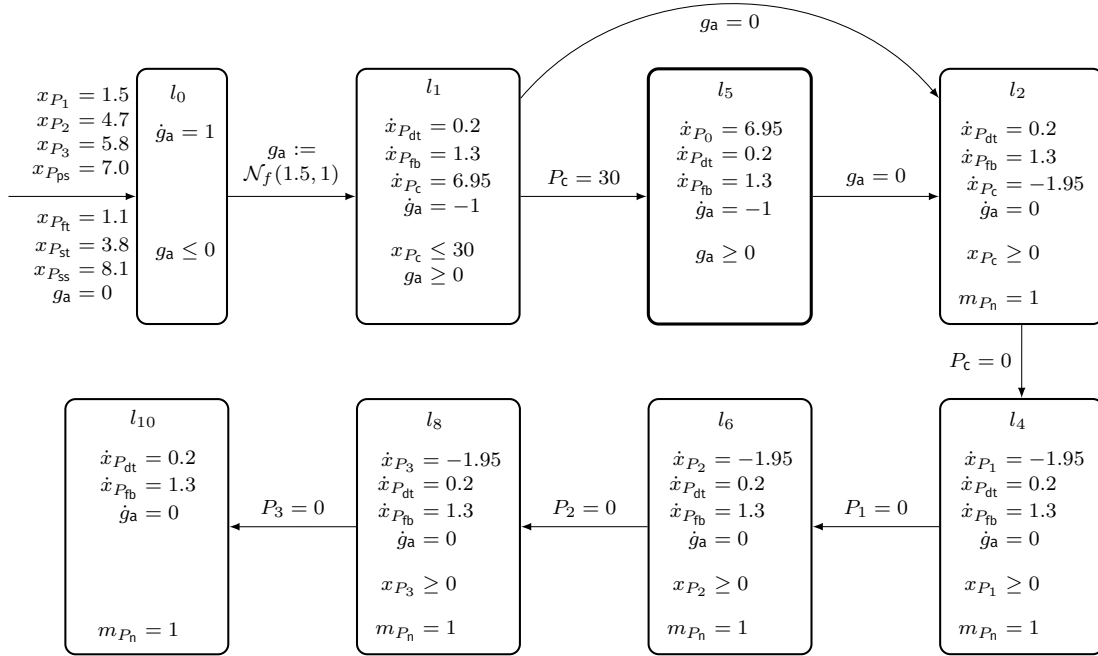 g_a = 0
x_{P_1} = 1.5
x_{P_2} = 4.7
x_{P_3} = 5.8
x_{P_ps} = 7.0
x_{P_ft} = 1.1
x_{P_st} = 3.8
x_{P_ss} = 8.1
g_a = 0
l_0
ġ_a = 1
g_a ≤ 0
g_a :=
𝒩_f(1.5, 1)
l_1
ẋ_{P_dt} = 0.2
ẋ_{P_fb} = 1.3
ẋ_{P_c} = 6.95
ġ_a = −1
x_{P_c} ≤ 30
g_a ≥ 0
P_c = 30
l_5
ẋ_{P_0} = 6.95
ẋ_{P_dt} = 0.2
ẋ_{P_fb} = 1.3
ġ_a = −1
g_a ≥ 0
g_a = 0
l_2
ẋ_{P_dt} = 0.2
ẋ_{P_fb} = 1.3
ẋ_{P_c} = −1.95
ġ_a = 0
x_{P_c} ≥ 0
m_{P_n} = 1
P_c = 0
l_10
ẋ_{P_dt} = 0.2
ẋ_{P_fb} = 1.3
ġ_a = 0
m_{P_n} = 1
P_3 = 0
l_8
ẋ_{P_3} = −1.95
ẋ_{P_dt} = 0.2
ẋ_{P_fb} = 1.3
ġ_a = 0
x_{P_3} ≥ 0
m_{P_n} = 1
P_2 = 0
l_6
ẋ_{P_2} = −1.95
ẋ_{P_dt} = 0.2
ẋ_{P_fb} = 1.3
ġ_a = 0
x_{P_2} ≥ 0
m_{P_n} = 1
P_1 = 0
l_4
ẋ_{P_1} = −1.95
ẋ_{P_dt} = 0.2
ẋ_{P_fb} = 1.3
ġ_a = 0
x_{P_1} ≥ 0
m_{P_n} = 1